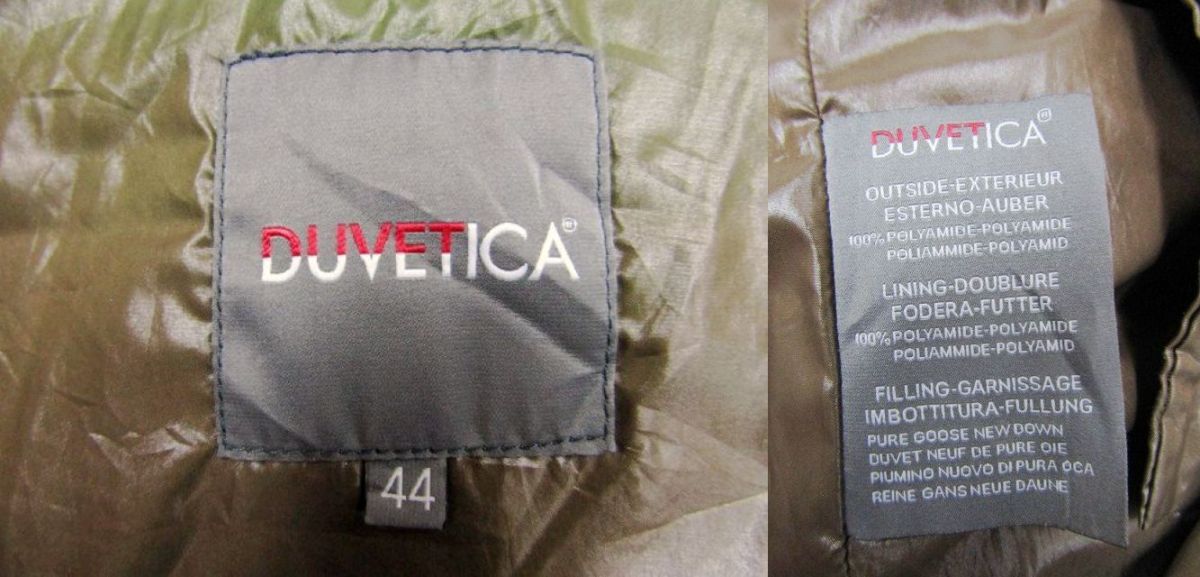 DUVETICA®
44
DUVETICA®
OUTSIDE-EXTERIEUR
ESTERNO-AUBER
100% POLYAMIDE-POLYAMIDE
POLIAMMIDE-POLYAMID
LINING-DOUBLURE
FODERA-FUTTER
100% POLYAMIDE-POLYAMIDE
POLIAMMIDE-POLYAMID
FILLING-GARNISSAGE
IMBOTTITURA-FULLUNG
PURE GOOSE NEW DOWN
DUVET NEUF DE PURE OIE
PIUMINO NUOVO DI PURA OCA
REINE GANS NEUE DAUNE